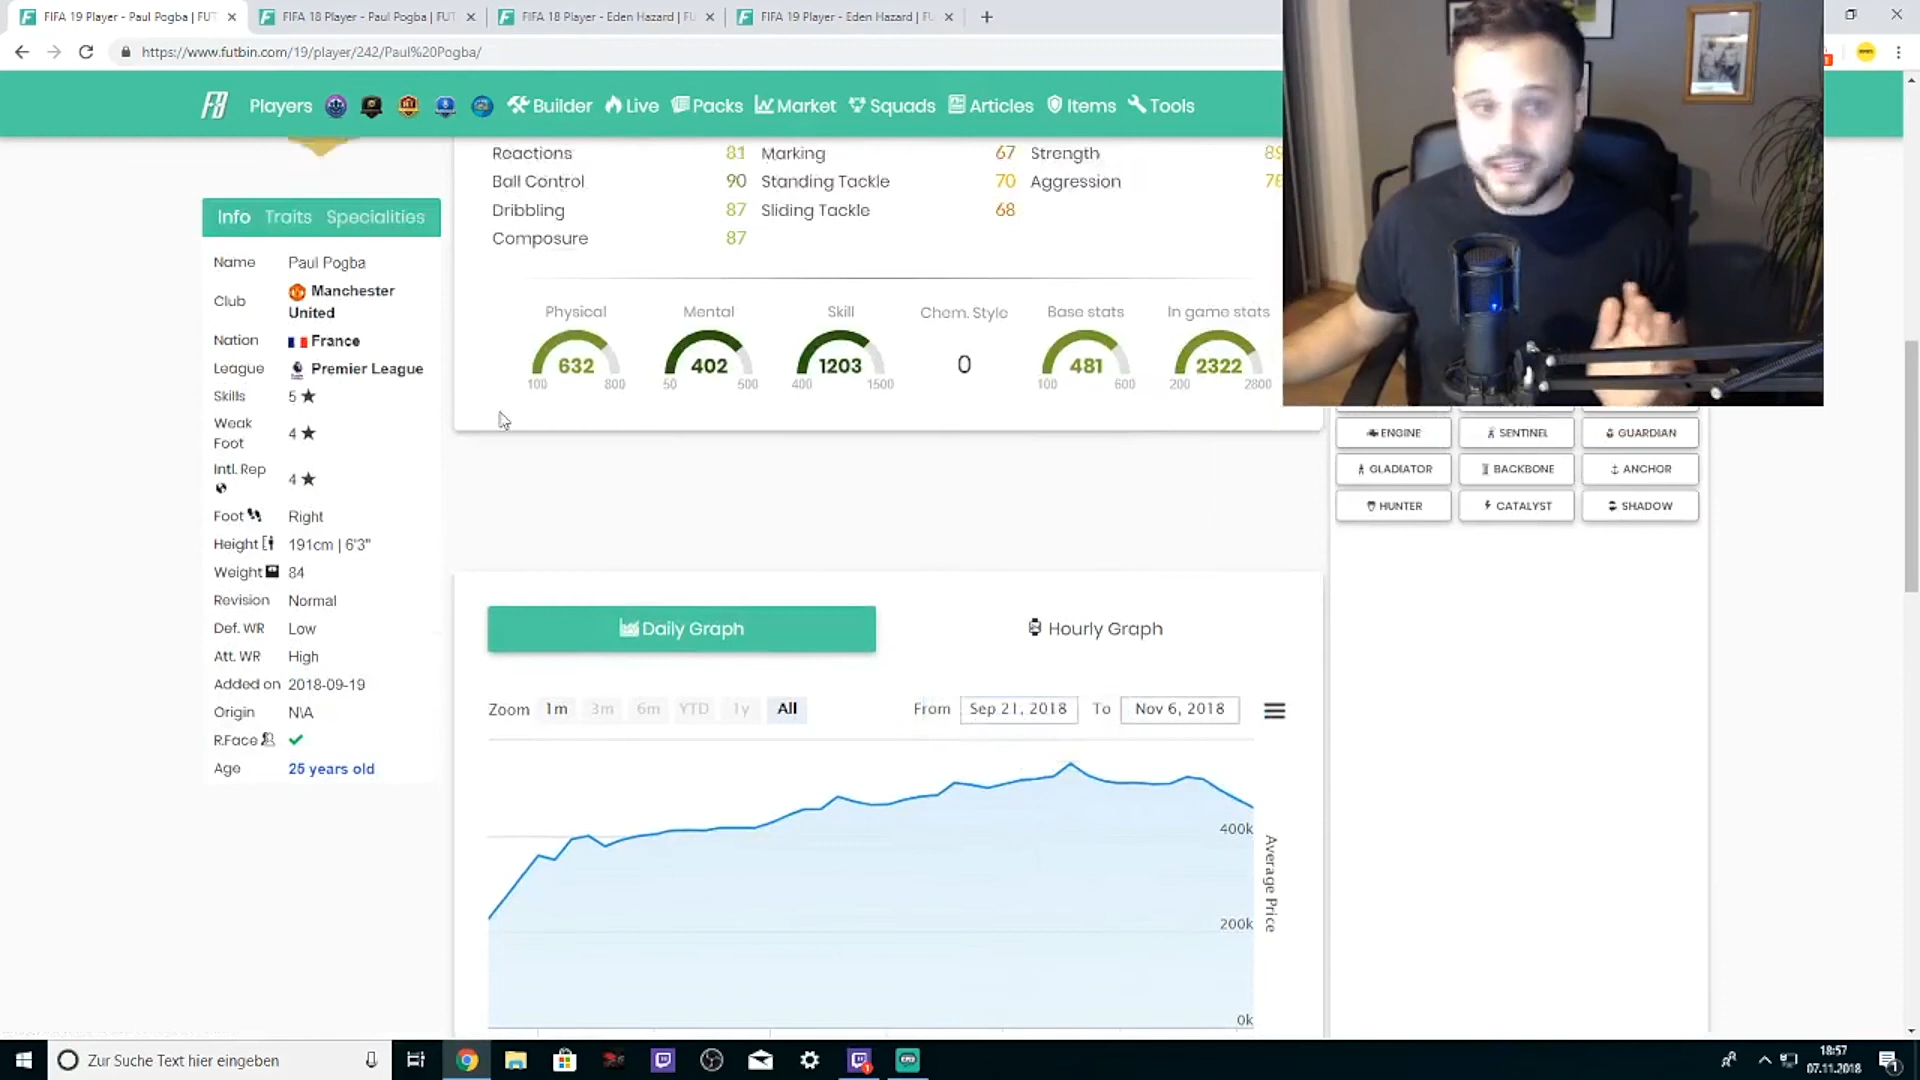 FIFA 19 Player - Paul Pogba | FUT
FIFA 18 Player - Paul Pogba | FUT
FIFA 18 Player - Eden Hazard | FU
FIFA 19 Player - Eden Hazard | FU
https://www.futbin.com/19/player/242/Paul%20Pogba/
FB Players Builder Live Packs Market Squads Articles Items Tools
Reactions 81 Marking 67 Strength 89
Ball Control 90 Standing Tackle 70 Aggression 78
Dribbling 87 Sliding Tackle 68
Composure 87
Info Traits Specialities
Name Paul Pogba
Club Manchester
United
Nation France
League Premier League
Skills 5
Weak
Foot 4
Intl. Rep 4
Foot Right
Height 191cm | 6'3"
Weight 84
Revision Normal
Def. WR Low
Att. WR High
Added on 2018-09-19
Origin N\A
R.Face
Age 25 years old
Physical Mental Skill Chem. Style Base stats In game stats
632 402 1203 0 481 2322
100 800 50 500 400 1500 100 600 200 2800
ENGINE SENTINEL GUARDIAN
GLADIATOR BACKBONE ANCHOR
HUNTER CATALYST SHADOW
Daily Graph Hourly Graph
Zoom 1m 3m 6m YTD 1y All From Sep 21, 2018 To Nov 6, 2018
400k
200k
0k
Average Price
Zur Suche Text hier eingeben
18:57
07.11.2018